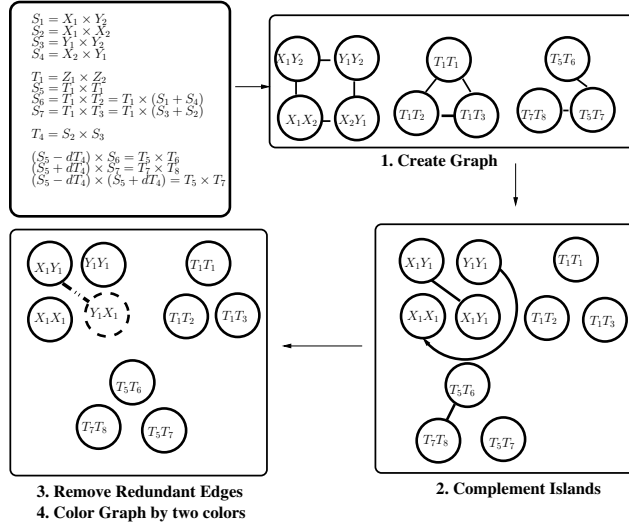 S₁ = X₁ × Y₂
S₂ = X₁ × X₂
S₃ = Y₁ × Y₂
S₄ = X₂ × Y₁
T₁ = Z₁ × Z₂
S₅ = T₁ × T₁
S₆ = T₁ × T₂ = T₁ × (S₁ + S₄)
S₇ = T₁ × T₃ = T₁ × (S₃ + S₂)
T₄ = S₂ × S₃
(S₅ − dT₄) × S₆ = T₅ × T₆
(S₅ + dT₄) × S₇ = T₇ × T₈
(S₅ − dT₄) × (S₅ + dT₄) = T₅ × T₇
X₁Y₂ Y₁Y₂ T₁T₁ T₅T₆
X₁X₂ X₂Y₁ T₁T₂ T₁T₃ T₇T₈ T₅T₇
1. Create Graph
X₁Y₁ Y₁Y₁ T₁T₁
X₁X₁ Y₁X₁ T₁T₂ T₁T₃
T₅T₆
T₇T₈ T₅T₇
3. Remove Redundant Edges
4. Color Graph by two colors
X₁Y₁ Y₁Y₁ T₁T₁
X₁X₁ X₁Y₁ T₁T₂ T₁T₃
T₅T₆
T₇T₈ T₅T₇
2. Complement Islands